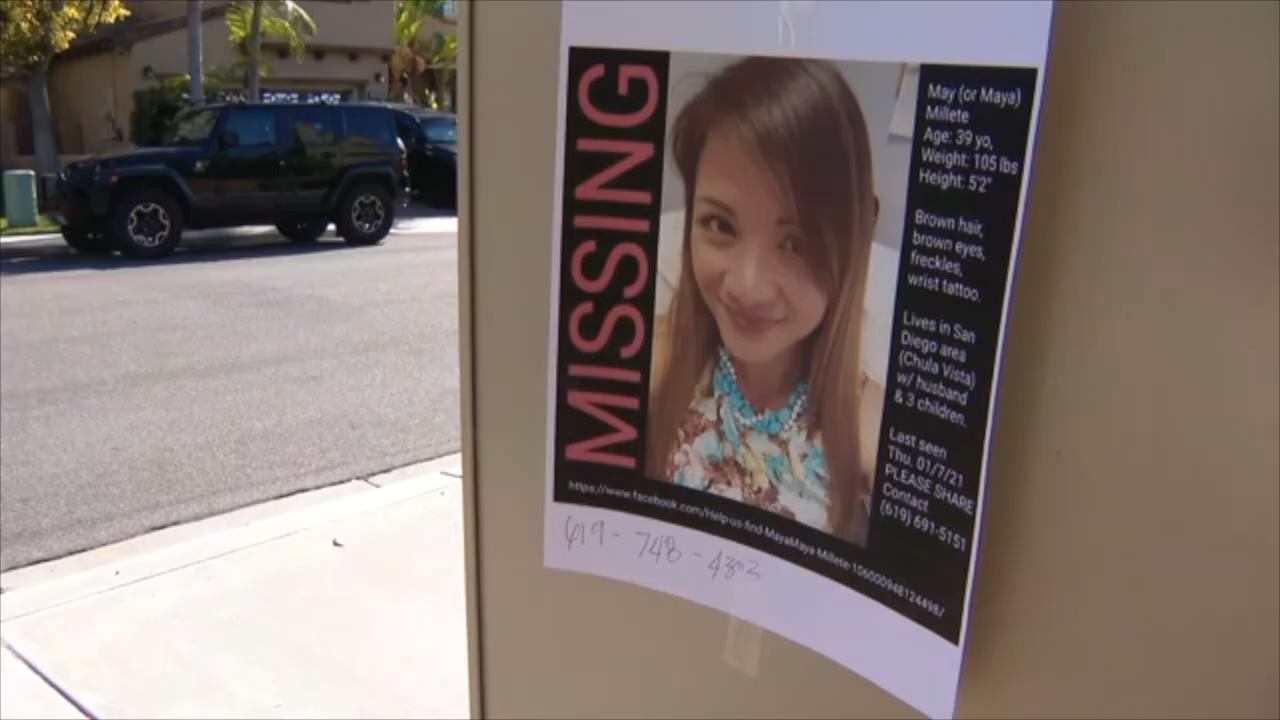 MISSING
May (or Maya)
Millete
Age: 39 yo,
Weight: 105 lbs
Height: 5'2"
Brown hair,
brown eyes,
freckles,
wrist tattoo.
Lives in San
Diego area
(Chula Vista)
w/ husband
& 3 children.
Last seen
Thu. 01/7/21
PLEASE SHARE
Contact
(619) 691-5151
https://www.facebook.com/Help-us-find-MayaMaya-Millete-106000948124498/
619-748-4303